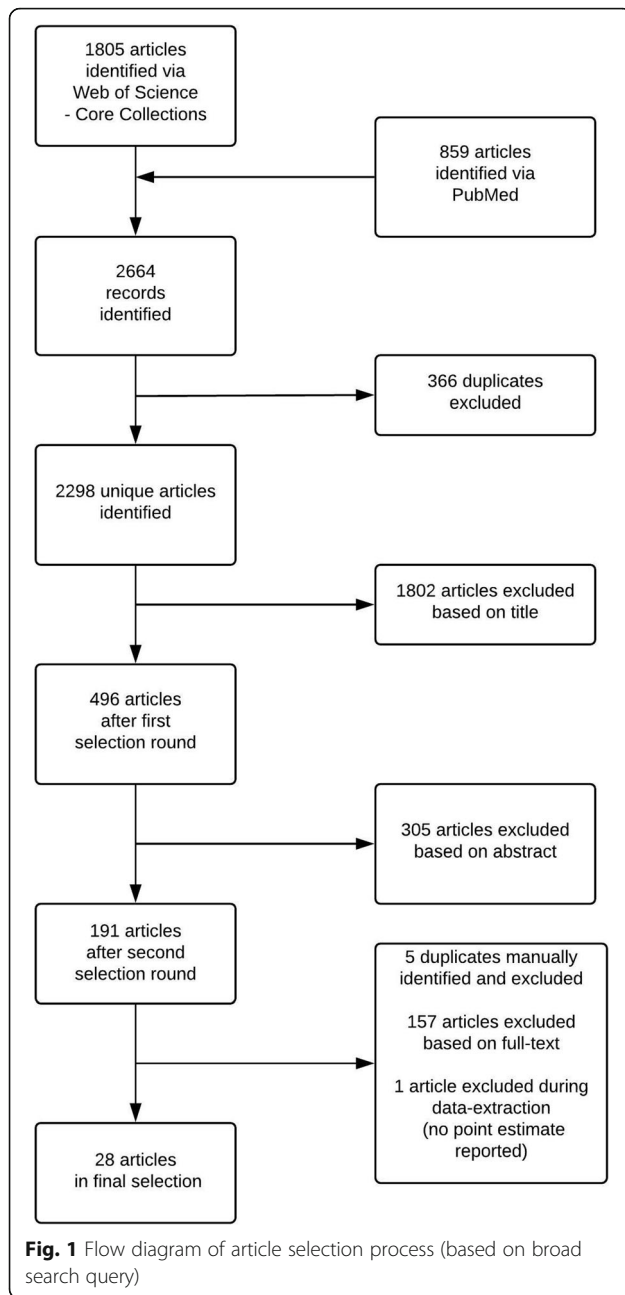 1805 articles
identified via
Web of Science
- Core Collections
859 articles
identified via
PubMed
2664
records
identified
366 duplicates
excluded
2298 unique articles
identified
1802 articles excluded
based on title
496 articles
after first
selection round
305 articles excluded
based on abstract
191 articles
after second
selection round
5 duplicates manually
identified and excluded
157 articles excluded
based on full-text
1 article excluded during
data-extraction
(no point estimate
reported)
28 articles
in final selection
Fig. 1 Flow diagram of article selection process (based on broad
search query)